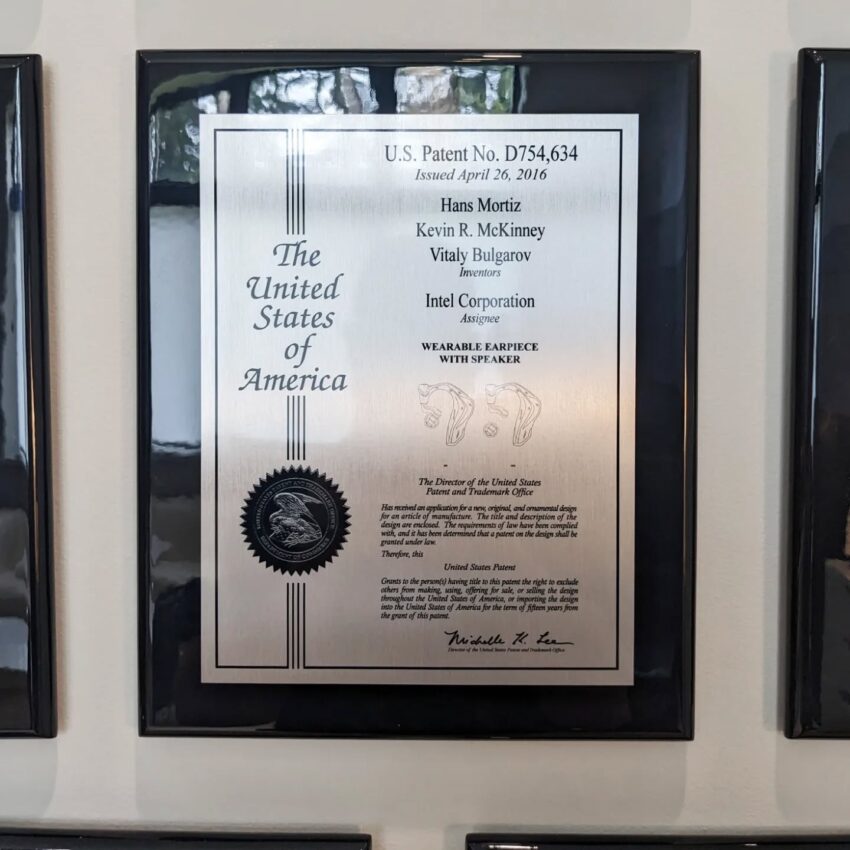 U.S. Patent No. D754,634
Issued April 26, 2016
Hans Mortiz
Kevin R. McKinney
Vitaly Bulgarov
Inventors
Intel Corporation
Assignee
WEARABLE EARPIECE
WITH SPEAKER
The
United
States
of
America
The Director of the United States
Patent and Trademark Office
Has received an application for a new, original, and ornamental design
for an article of manufacture. The title and description of the
design are enclosed. The requirements of law have been complied
with, and it has been determined that a patent on the design shall be
granted under law.
Therefore, this
United States Patent
Grants to the person(s) having title to this patent the right to exclude
others from making, using, offering for sale, or selling the design
throughout the United States of America, or importing the design
into the United States of America for the term of fifteen years from
the grant of this patent.
Michelle K. Lee
Director of the United States Patent and Trademark Office